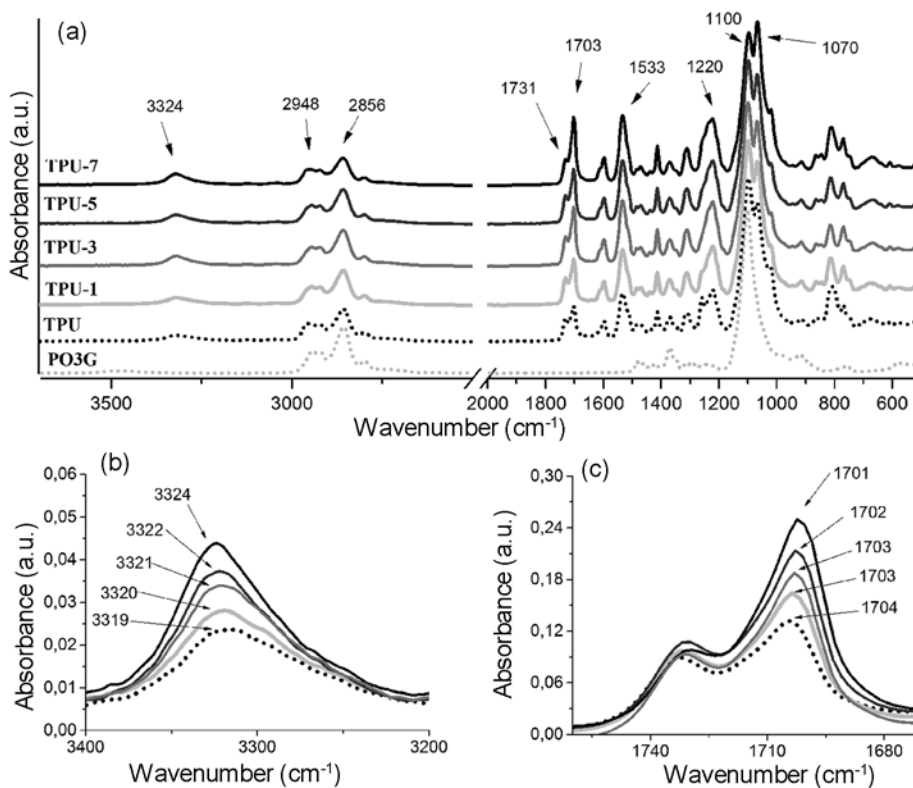 (a)
1100
1070
1703
1731
1533
1220
3324
2948
2856
TPU-7
TPU-5
TPU-3
TPU-1
TPU
PO3G
Absorbance (a.u.)
3500 3000 2000 1800 1600 1400 1200 1000 800 600
Wavenumber (cm-1)
(b)
0,06
0,05
0,04
0,03
0,02
0,01
0,00
3324
3322
3321
3320
3319
Absorbance (a.u.)
3400 3300 3200
Wavenumber (cm-1)
(c)
0,30
0,24
0,18
0,12
0,06
0,00
1701
1702
1703
1703
1704
Absorbance (a.u.)
1740 1710 1680
Wavenumber (cm-1)